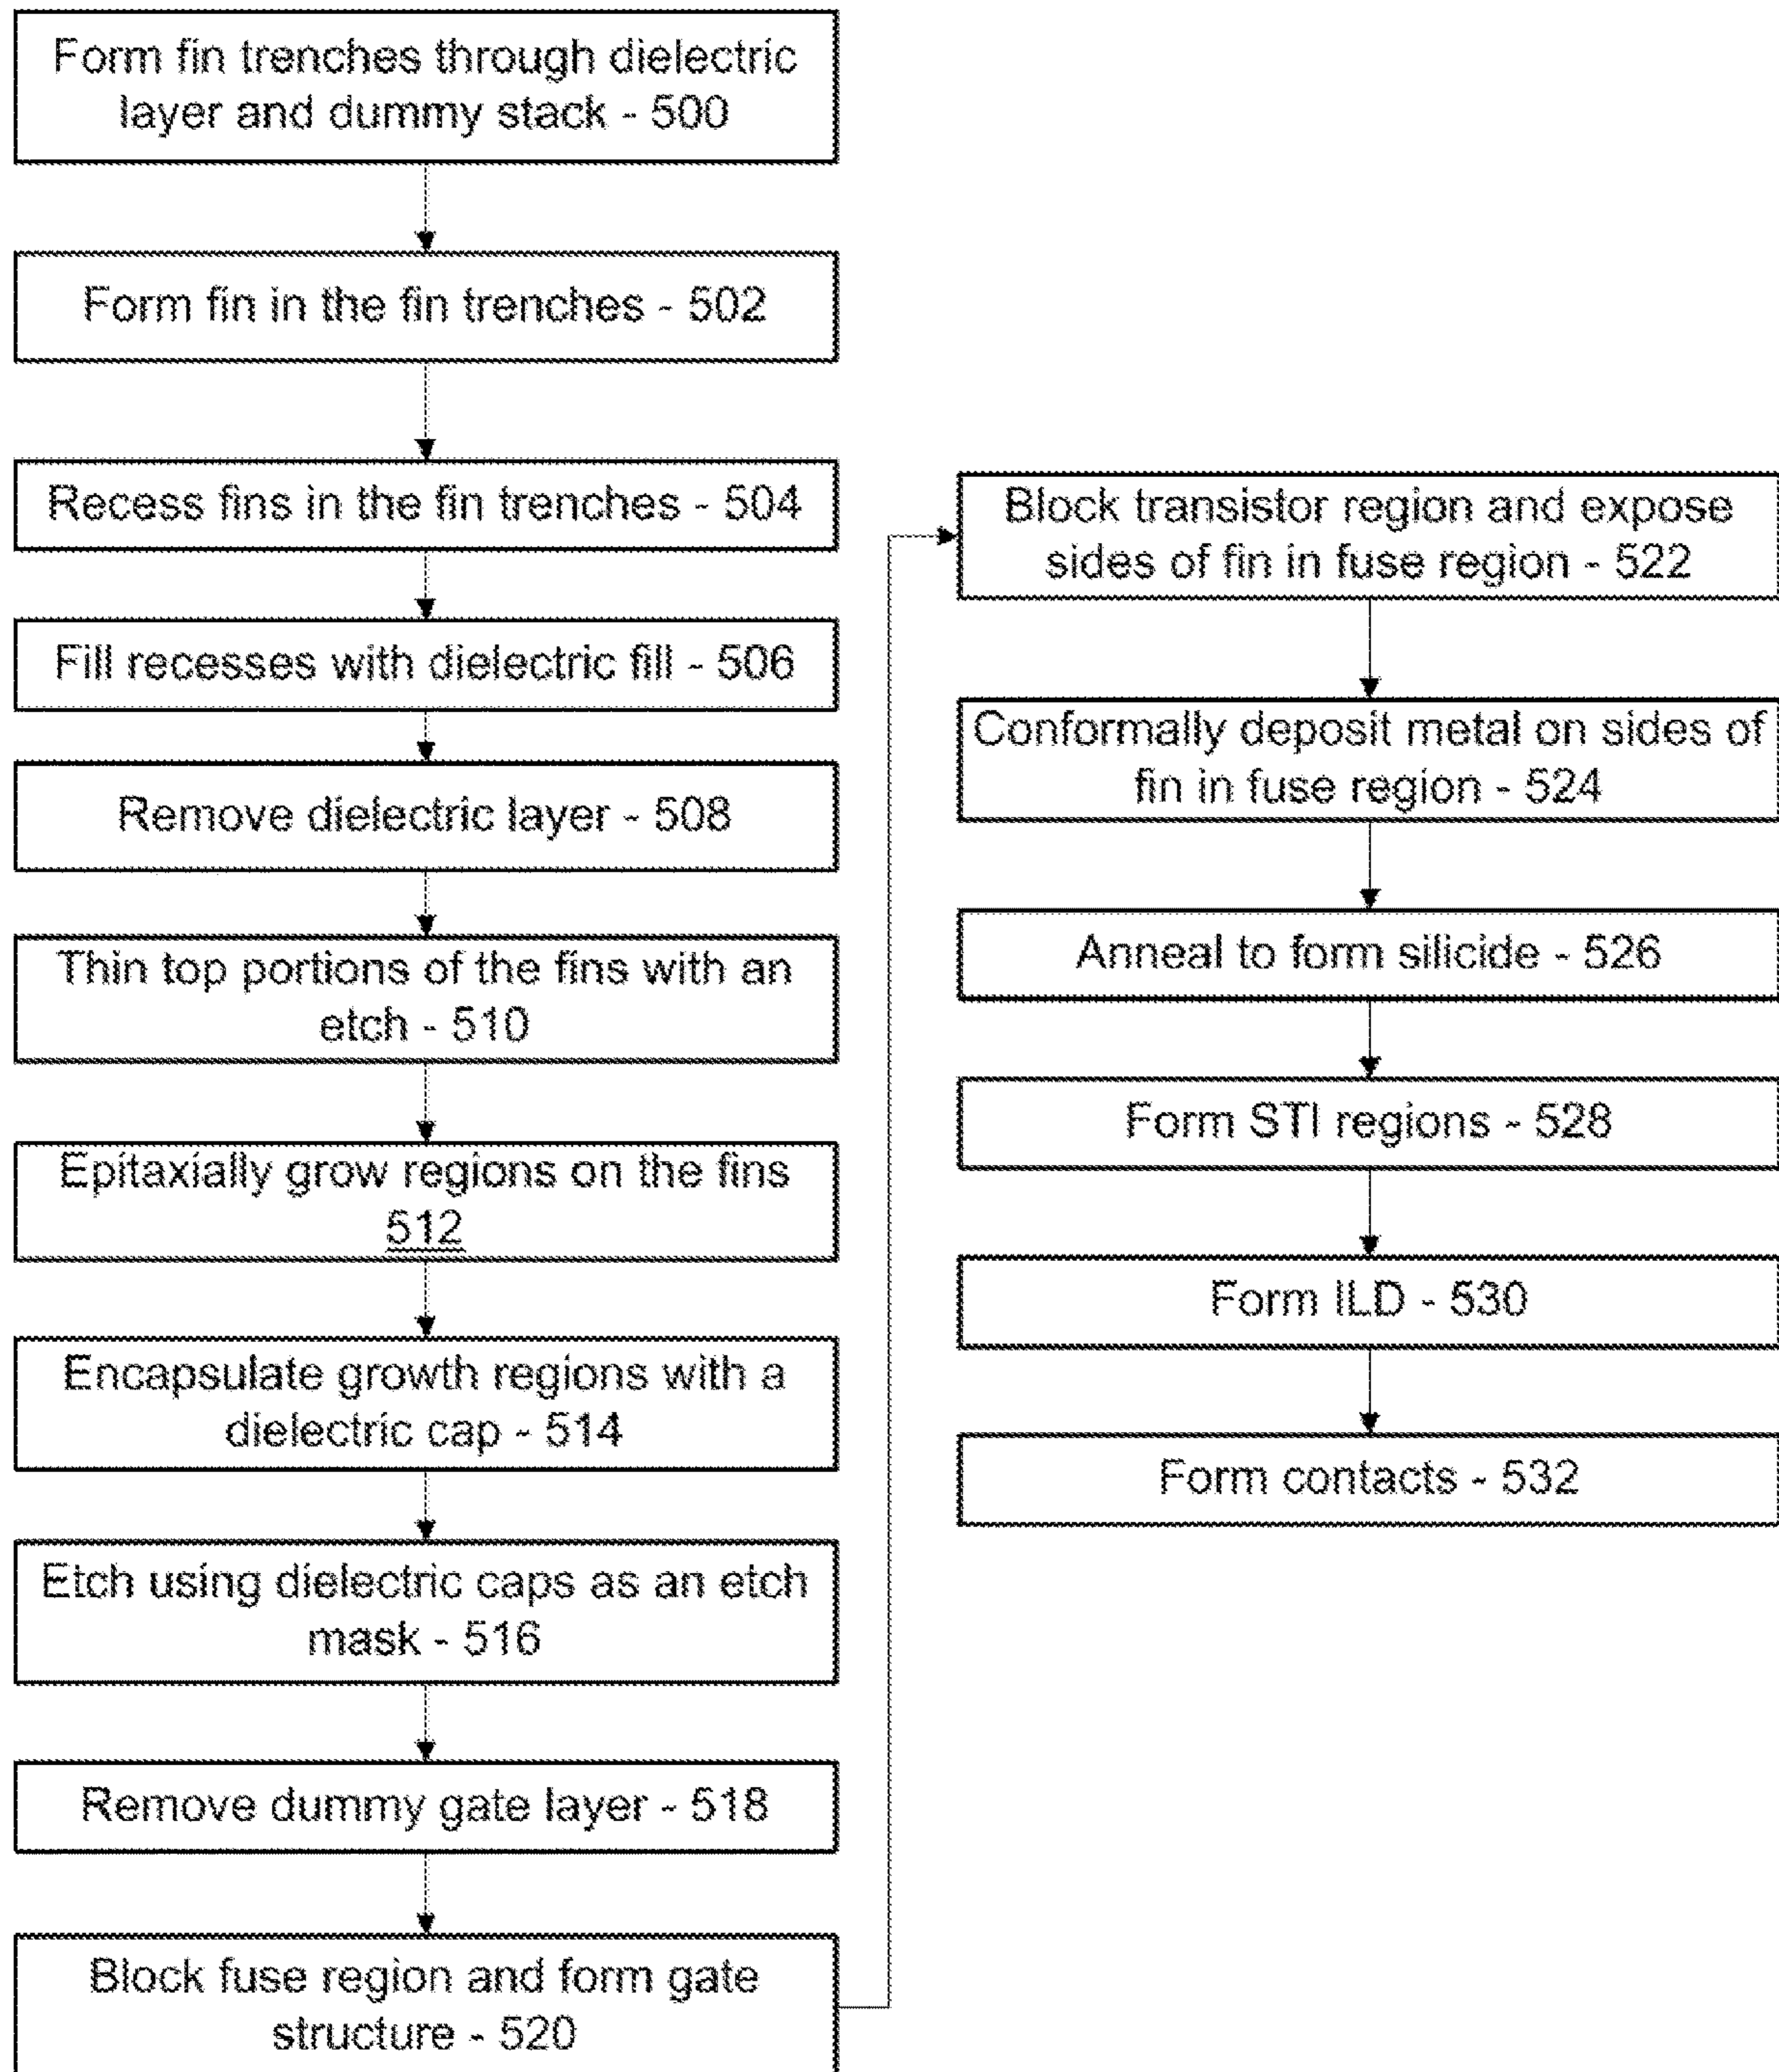 Form fin trenches through dielectric
layer and dummy stack - 500
Form fin in the fin trenches - 502
Recess fins in the fin trenches - 504
Fill recesses with dielectric fill - 506
Remove dielectric layer - 508
Thin top portions of the fins with an
etch - 510
Epitaxially grow regions on the fins
512
Encapsulate growth regions with a
dielectric cap - 514
Etch using dielectric caps as an etch
mask - 516
Remove dummy gate layer - 518
Block fuse region and form gate
structure - 520
Block transistor region and expose
sides of fin in fuse region - 522
Conformally deposit metal on sides of
fin in fuse region - 524
Anneal to form silicide - 526
Form STI regions - 528
Form ILD - 530
Form contacts - 532